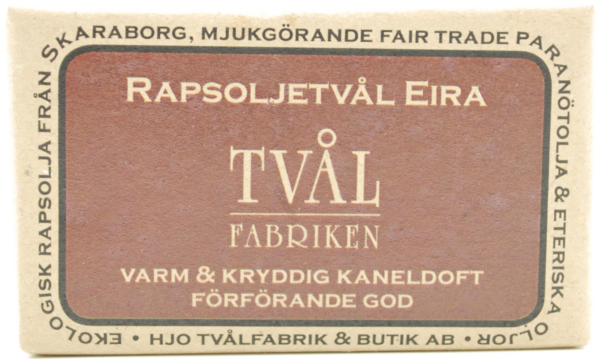 EKOLOGISK RAPSOLJA FRÅN SKARABORG, MJUKGÖRANDE FAIR TRADE PARANÖTOLJA & ETERISKA OLJOR
RAPSOLJETVÅL EIRA
TVÅL
FABRIKEN
VARM & KRYDDIG KANELDOFT
FÖRFÖRANDE GOD
• HJO TVÅLFABRIK & BUTIK AB •